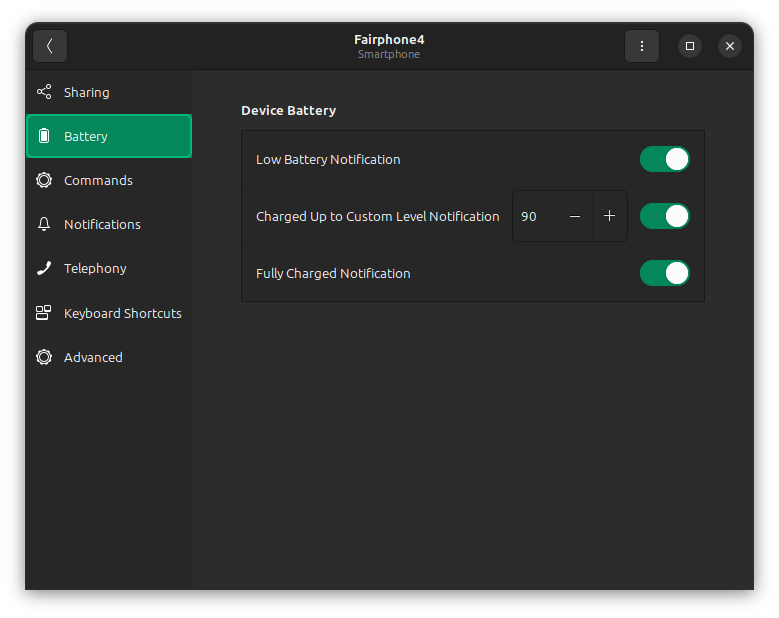 Fairphone4
Smartphone
Sharing
Battery
Commands
Notifications
Telephony
Keyboard Shortcuts
Advanced
Device Battery
Low Battery Notification
Charged Up to Custom Level Notification 90
Fully Charged Notification